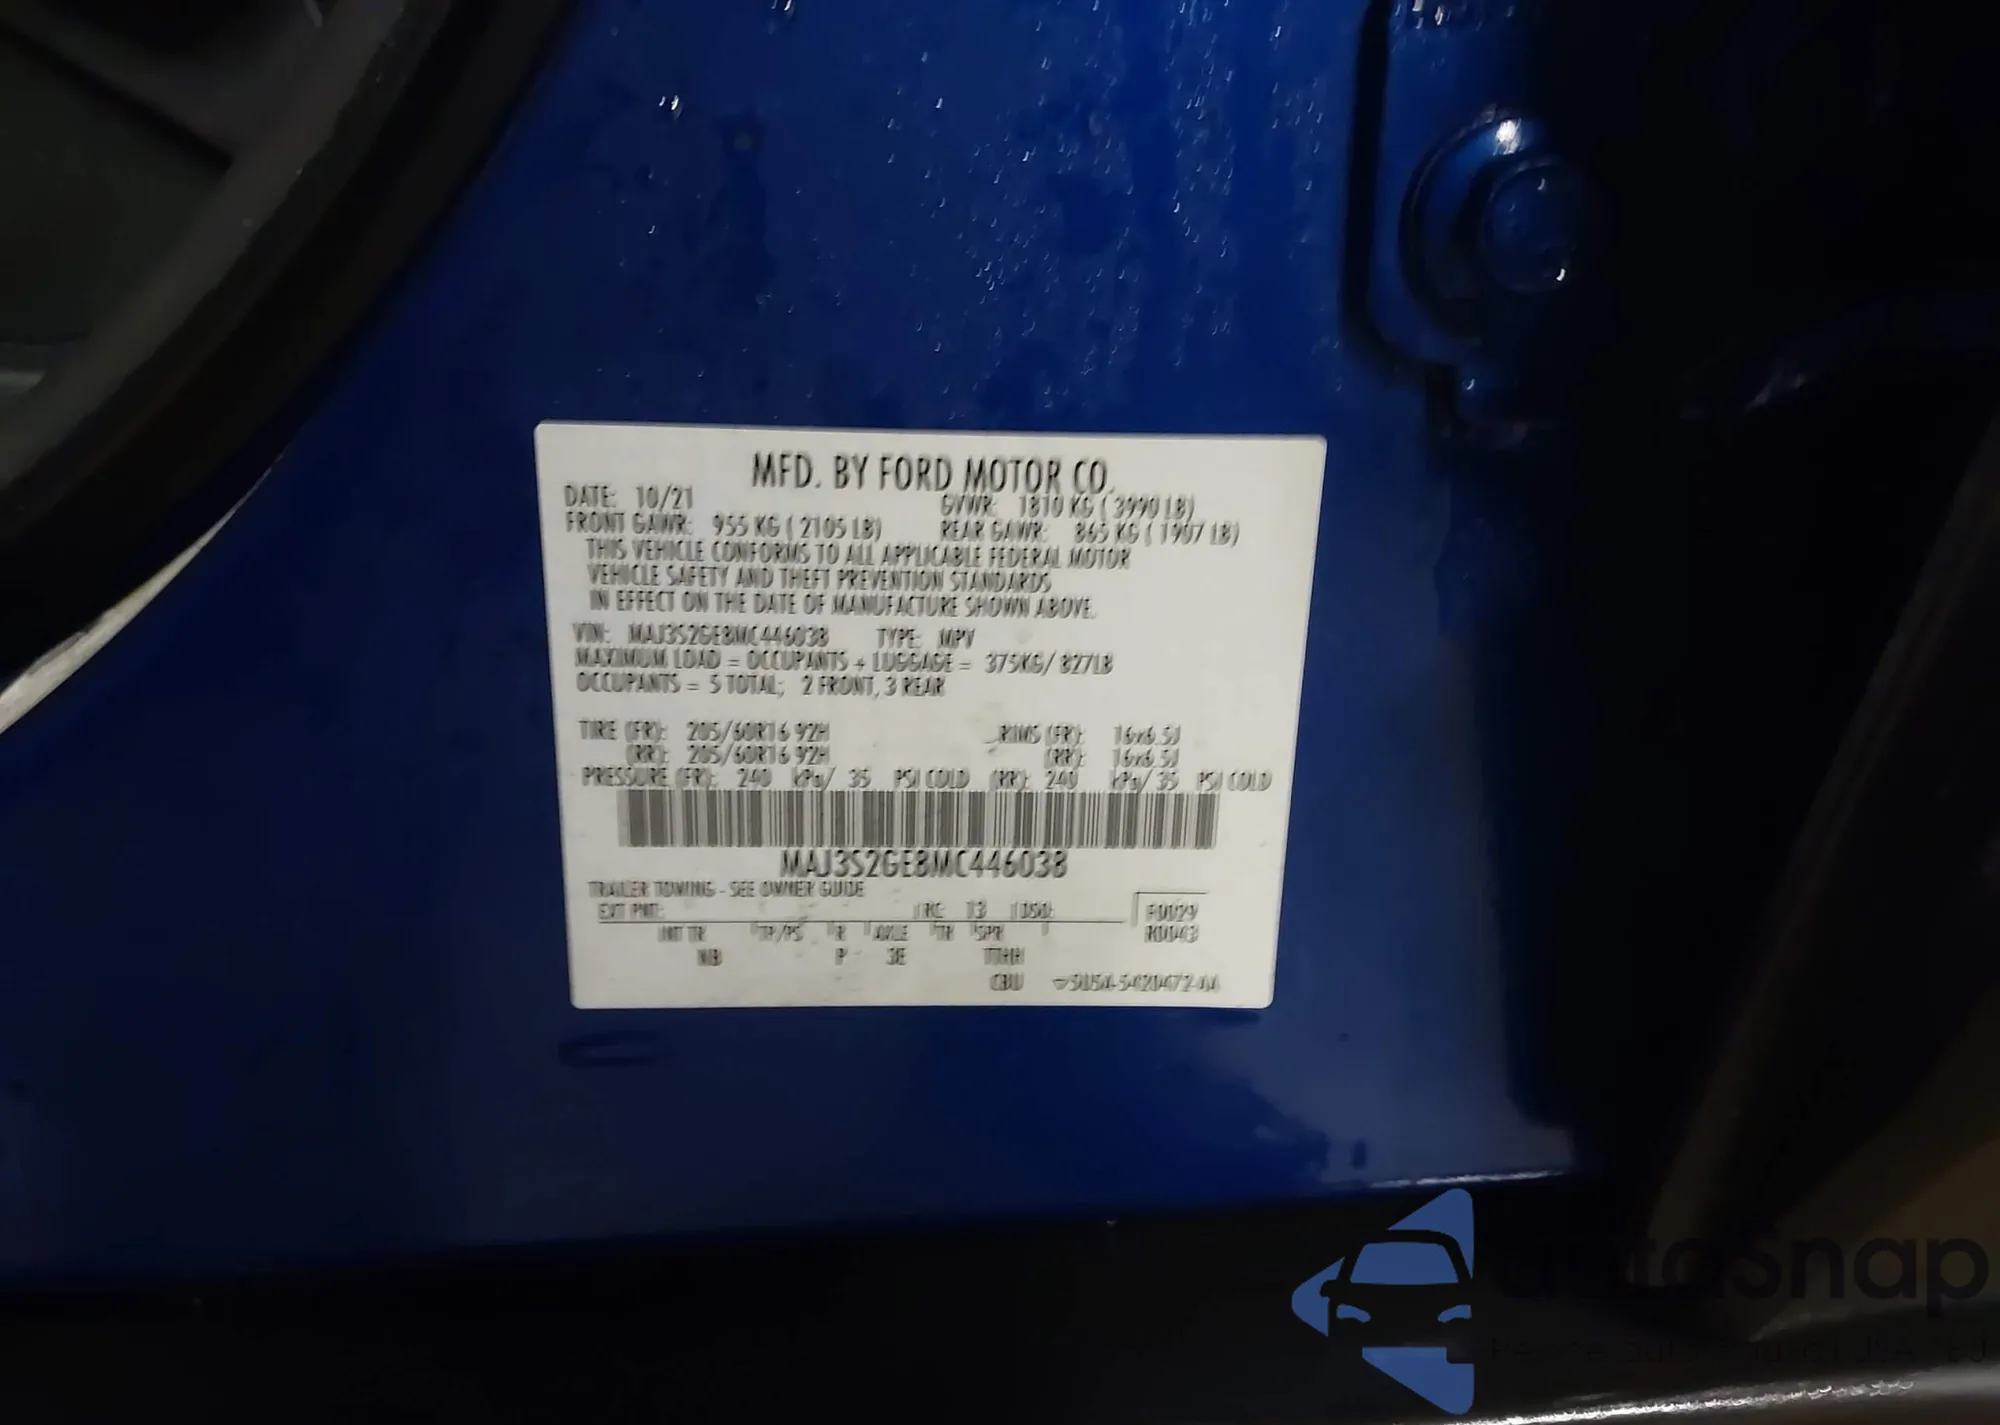 MFD. BY FORD MOTOR CO.
DATE: 10/21 GVWR: 1810 KG ( 3990 LB)
FRONT GAWR: 955 KG ( 2105 LB) REAR GAWR: 865 KG ( 1907 LB)
THIS VEHICLE CONFORMS TO ALL APPLICABLE FEDERAL MOTOR
VEHICLE SAFETY AND THEFT PREVENTION STANDARDS
IN EFFECT ON THE DATE OF MANUFACTURE SHOWN ABOVE.
VIN: MAJ3S2GE8MC446038 TYPE: MPV
MAXIMUM LOAD = OCCUPANTS + LUGGAGE = 375KG/ 827LB
OCCUPANTS = 5 TOTAL; 2 FRONT, 3 REAR
TIRE (FR): 205/60R16 92H RIMS (FR): 16x6.5J
(RR): 205/60R16 92H (RR): 16x6.5J
PRESSURE (FR): 240 kPa/ 35 PSI COLD (RR): 240 kPa/ 35 PSI COLD
MAJ3S2GE8MC446038
TRAILER TOWING - SEE OWNER GUIDE
EXT PNT: RC: 13 DSO: F0029
INT TR TP/PS R AXLE TR SPR R0043
P 3E
CBU
autoSnap